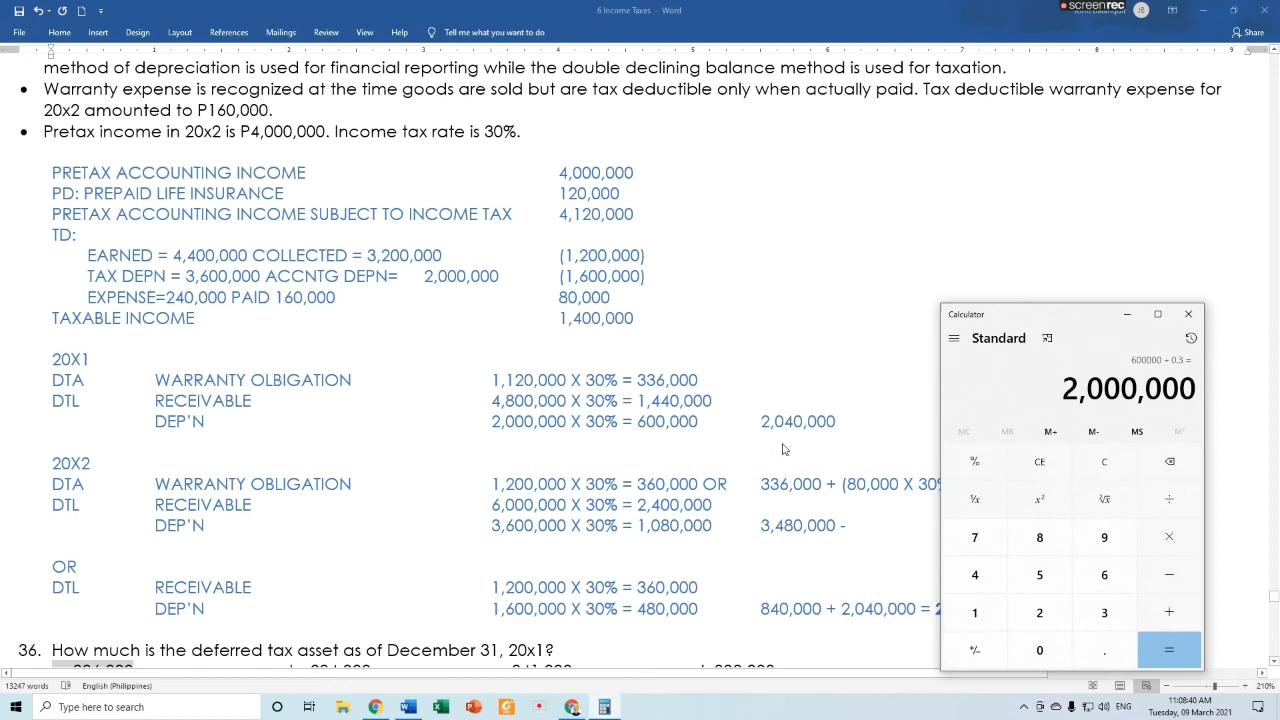 6 Income Taxes - Word
screenrec
JB
File Home Insert Design Layout References Mailings Review View Help Tell me what you want to do Share
1 2 3 4 5 6 7 8 9
method of depreciation is used for financial reporting while the double declining balance method is used for taxation.
• Warranty expense is recognized at the time goods are sold but are tax deductible only when actually paid. Tax deductible warranty expense for
20x2 amounted to P160,000.
• Pretax income in 20x2 is P4,000,000. Income tax rate is 30%.
PRETAX ACCOUNTING INCOME 4,000,000
PD: PREPAID LIFE INSURANCE 120,000
PRETAX ACCOUNTING INCOME SUBJECT TO INCOME TAX 4,120,000
TD:
EARNED = 4,400,000 COLLECTED = 3,200,000 (1,200,000)
TAX DEPN = 3,600,000 ACCNTG DEPN= 2,000,000 (1,600,000)
EXPENSE=240,000 PAID 160,000 80,000
TAXABLE INCOME 1,400,000
20X1
DTA WARRANTY OLBIGATION 1,120,000 X 30% = 336,000
DTL RECEIVABLE 4,800,000 X 30% = 1,440,000
DEP'N 2,000,000 X 30% = 600,000 2,040,000
20X2
DTA WARRANTY OBLIGATION 1,200,000 X 30% = 360,000 OR 336,000 + (80,000 X 30%
DTL RECEIVABLE 6,000,000 X 30% = 2,400,000
DEP'N 3,600,000 X 30% = 1,080,000 3,480,000 -
OR
DTL RECEIVABLE 1,200,000 X 30% = 360,000
DEP'N 1,600,000 X 30% = 480,000 840,000 + 2,040,000 =
36. How much is the deferred tax asset as of December 31, 20x1?
Calculator
Standard
600000 ÷ 0.3 =
2,000,000
MC MR M+ M- MS M˅
% CE C ⌫
¹/x x² ²√x ÷
7 8 9 ×
4 5 6 −
1 2 3 +
+/- 0 . =
13247 words English (Philippines) 210%
Type here to search
ENG
11:08:40 AM
Tuesday, 09 March 2021